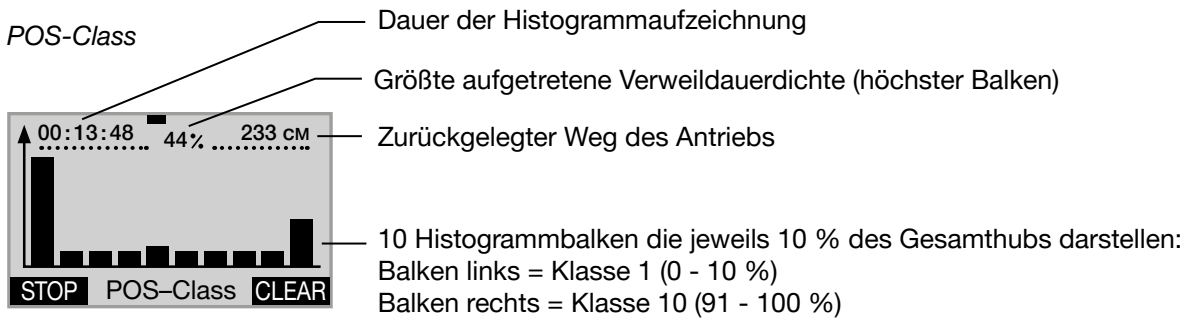 POS-Class
Dauer der Histogrammaufzeichnung
Größte aufgetretene Verweildauerdichte (höchster Balken)
00:13:48 44% 233 CM
Zurückgelegter Weg des Antriebs
10 Histogrammbalken die jeweils 10 % des Gesamthubs darstellen:
Balken links = Klasse 1 (0 - 10 %)
Balken rechts = Klasse 10 (91 - 100 %)
STOP POS–Class CLEAR